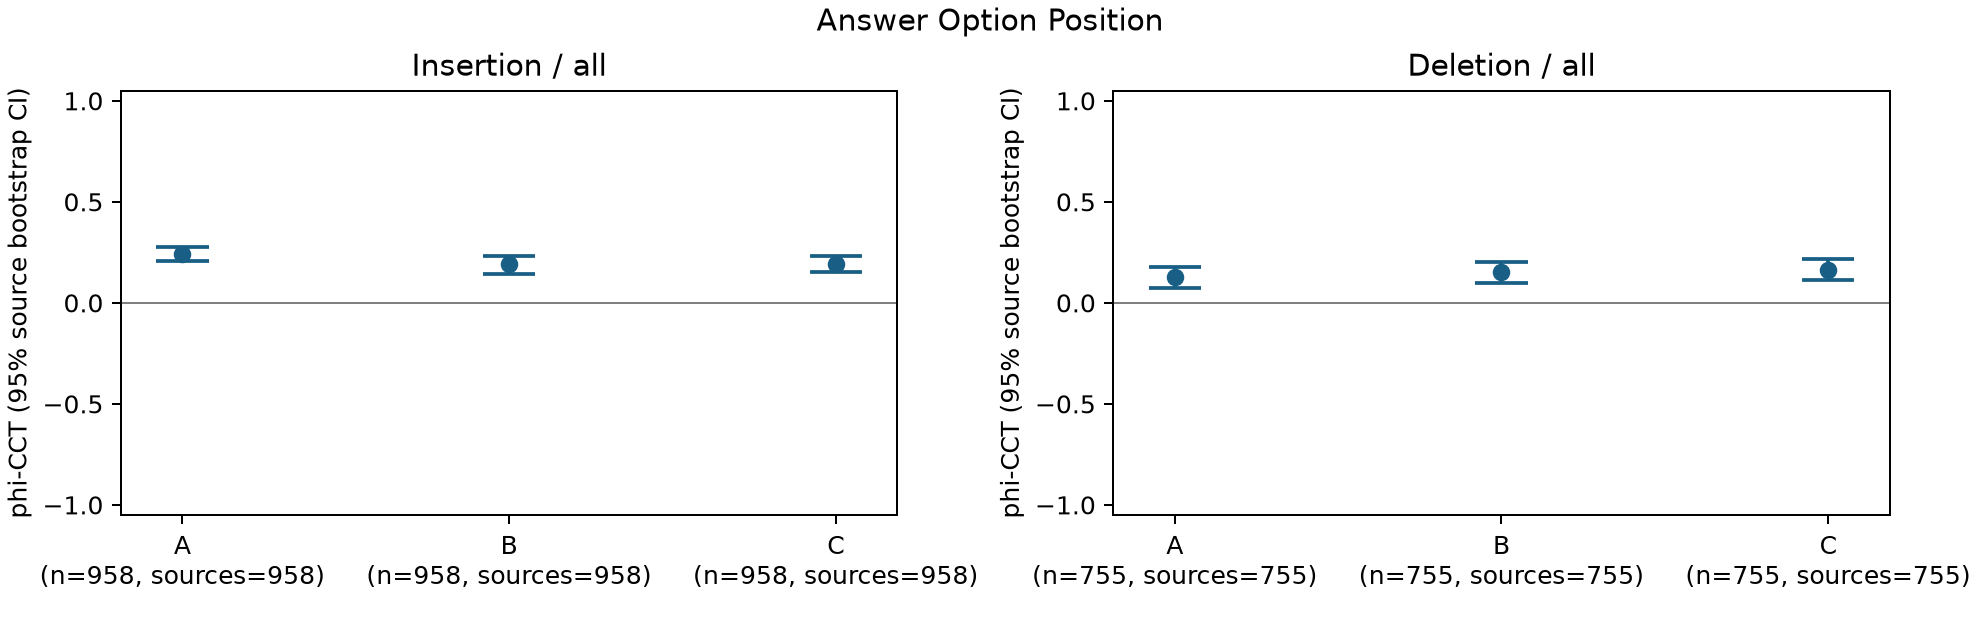 Answer Option Position
Insertion / all
phi-CCT (95% source bootstrap CI)
1.0
0.5
0.0
−0.5
−1.0
A
(n=958, sources=958)
B
(n=958, sources=958)
C
(n=958, sources=958)
Deletion / all
phi-CCT (95% source bootstrap CI)
1.0
0.5
0.0
−0.5
−1.0
A
(n=755, sources=755)
B
(n=755, sources=755)
C
(n=755, sources=755)